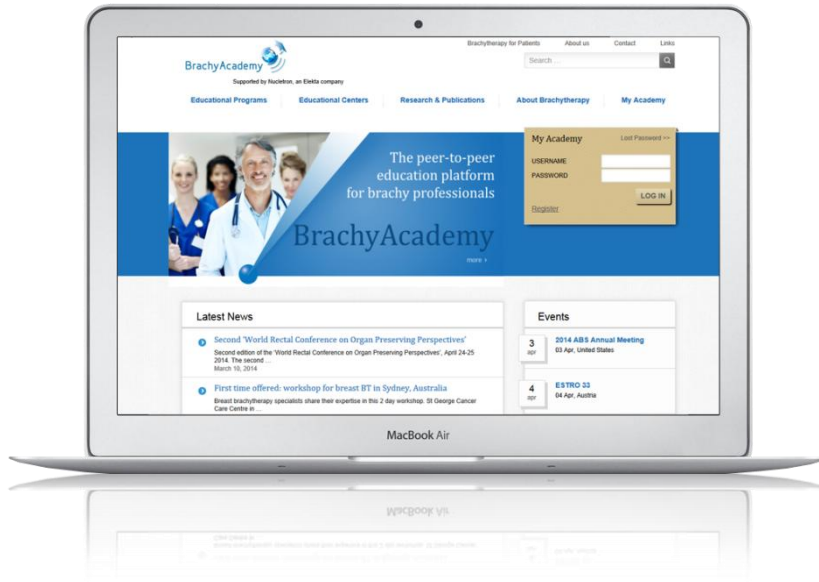 Brachytherapy for Patients About us Contact Links
BrachyAcademy
Search ...
Supported by Nucletron, an Elekta company
Educational Programs Educational Centers Research & Publications About Brachytherapy My Academy
The peer-to-peer
education platform
for brachy professionals
BrachyAcademy
more >
My Academy Lost Password >>
USERNAME
PASSWORD
LOG IN
Register
Latest News
Second 'World Rectal Conference on Organ Preserving Perspectives'
Second edition of the 'World Rectal Conference on Organ Preserving Perspectives', April 24-25
2014. The second ...
March 10, 2014
First time offered: workshop for breast BT in Sydney, Australia
Breast brachytherapy specialists share their expertise in this 2 day workshop. St George Cancer
Care Centre in ...
Events
3
apr
2014 ABS Annual Meeting
03 Apr, United States
4
apr
ESTRO 33
04 Apr, Austria
MacBook Air